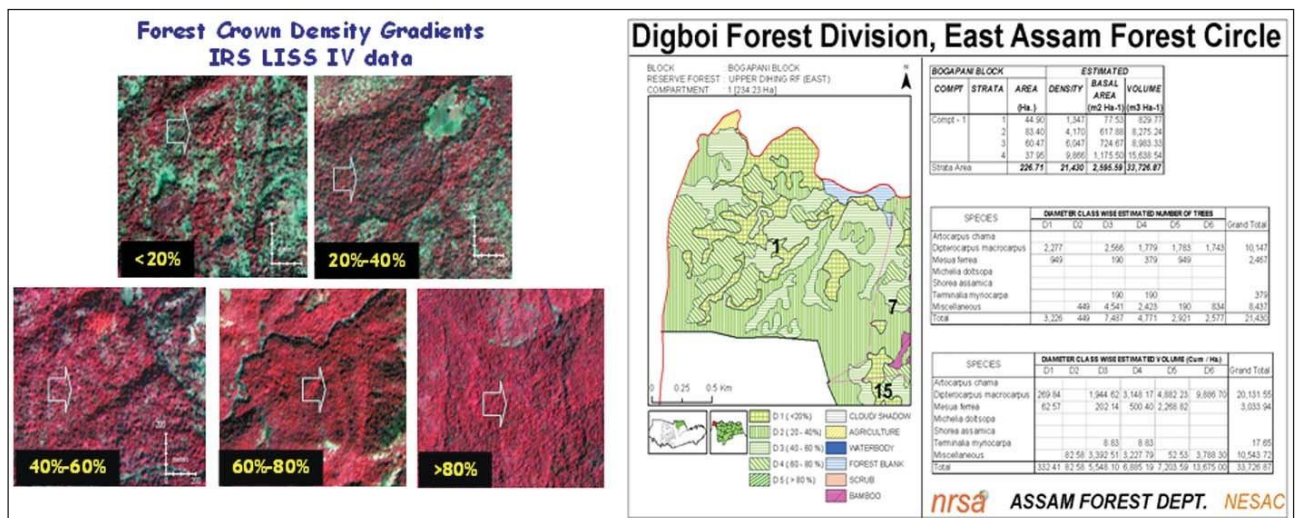 Forest Crown Density Gradients
IRS LISS IV data
<20%
20%-40%
40%-60%
60%-80%
>80%
Digboi Forest Division, East Assam Forest Circle
BLOCK : BOGAPANI BLOCK
RESERVE FOREST : UPPER DIHING RF (EAST)
COMPARTMENT : 1 [234.23 Ha]
N
1
7
15
0 0.25 0.5 Km
D 1 ( <20%)
D 2 ( 20 - 40%)
D 3 ( 40 - 60 %)
D 4 ( 60 - 80 %)
D 5 ( > 80 %)
CLOUD/ SHADOW
AGRICULTURE
WATERBODY
FOREST BLANK
SCRUB
BAMBOO
BOGAPANI BLOCK ESTIMATED
COMPT STRATA AREA DENSITY BASAL AREA VOLUME
(Ha.) (m2 Ha-1) (m3 Ha-1)
Compt - 1 1 44.90 1,347 77.53 829.77
2 83.40 4,170 617.88 8,275.24
3 60.47 6,047 724.67 8,983.33
4 37.95 9,866 1,175.50 15,638.54
Strata Area 226.71 21,430 2,595.59 33,726.87
SPECIES DIAMETER CLASS WISE ESTIMATED NUMBER OF TREES Grand Total
D1 D2 D3 D4 D5 D6
Artocarpus chama
Dipterocarpus macrocarpus 2,277 2,566 1,779 1,783 1,743 10,147
Mesua ferrea 949 190 379 949 2,467
Michelia doltsopa
Shorea assamica
Terminalia myriocarpa 190 190 379
Miscellaneous 449 4,541 2,423 190 834 8,437
Total 3,226 449 7,487 4,771 2,921 2,577 21,430
SPECIES DIAMETER CLASS WISE ESTIMATED VOLUME (Cum / Ha) Grand Total
D1 D2 D3 D4 D5 D6
Artocarpus chama
Dipterocarpus macrocarpus 269.84 1,944.62 3,148.17 4,882.23 9,886.70 20,131.55
Mesua ferrea 62.57 202.14 500.40 2,268.82 3,033.94
Michelia doltsopa
Shorea assamica
Terminalia myriocarpa 8.83 8.83 17.65
Miscellaneous 82.58 3,392.51 3,227.79 52.53 3,788.30 10,543.72
Total 332.41 82.58 5,548.10 6,885.19 7,203.59 13,675.00 33,726.87
nrsa ASSAM FOREST DEPT. NESAC